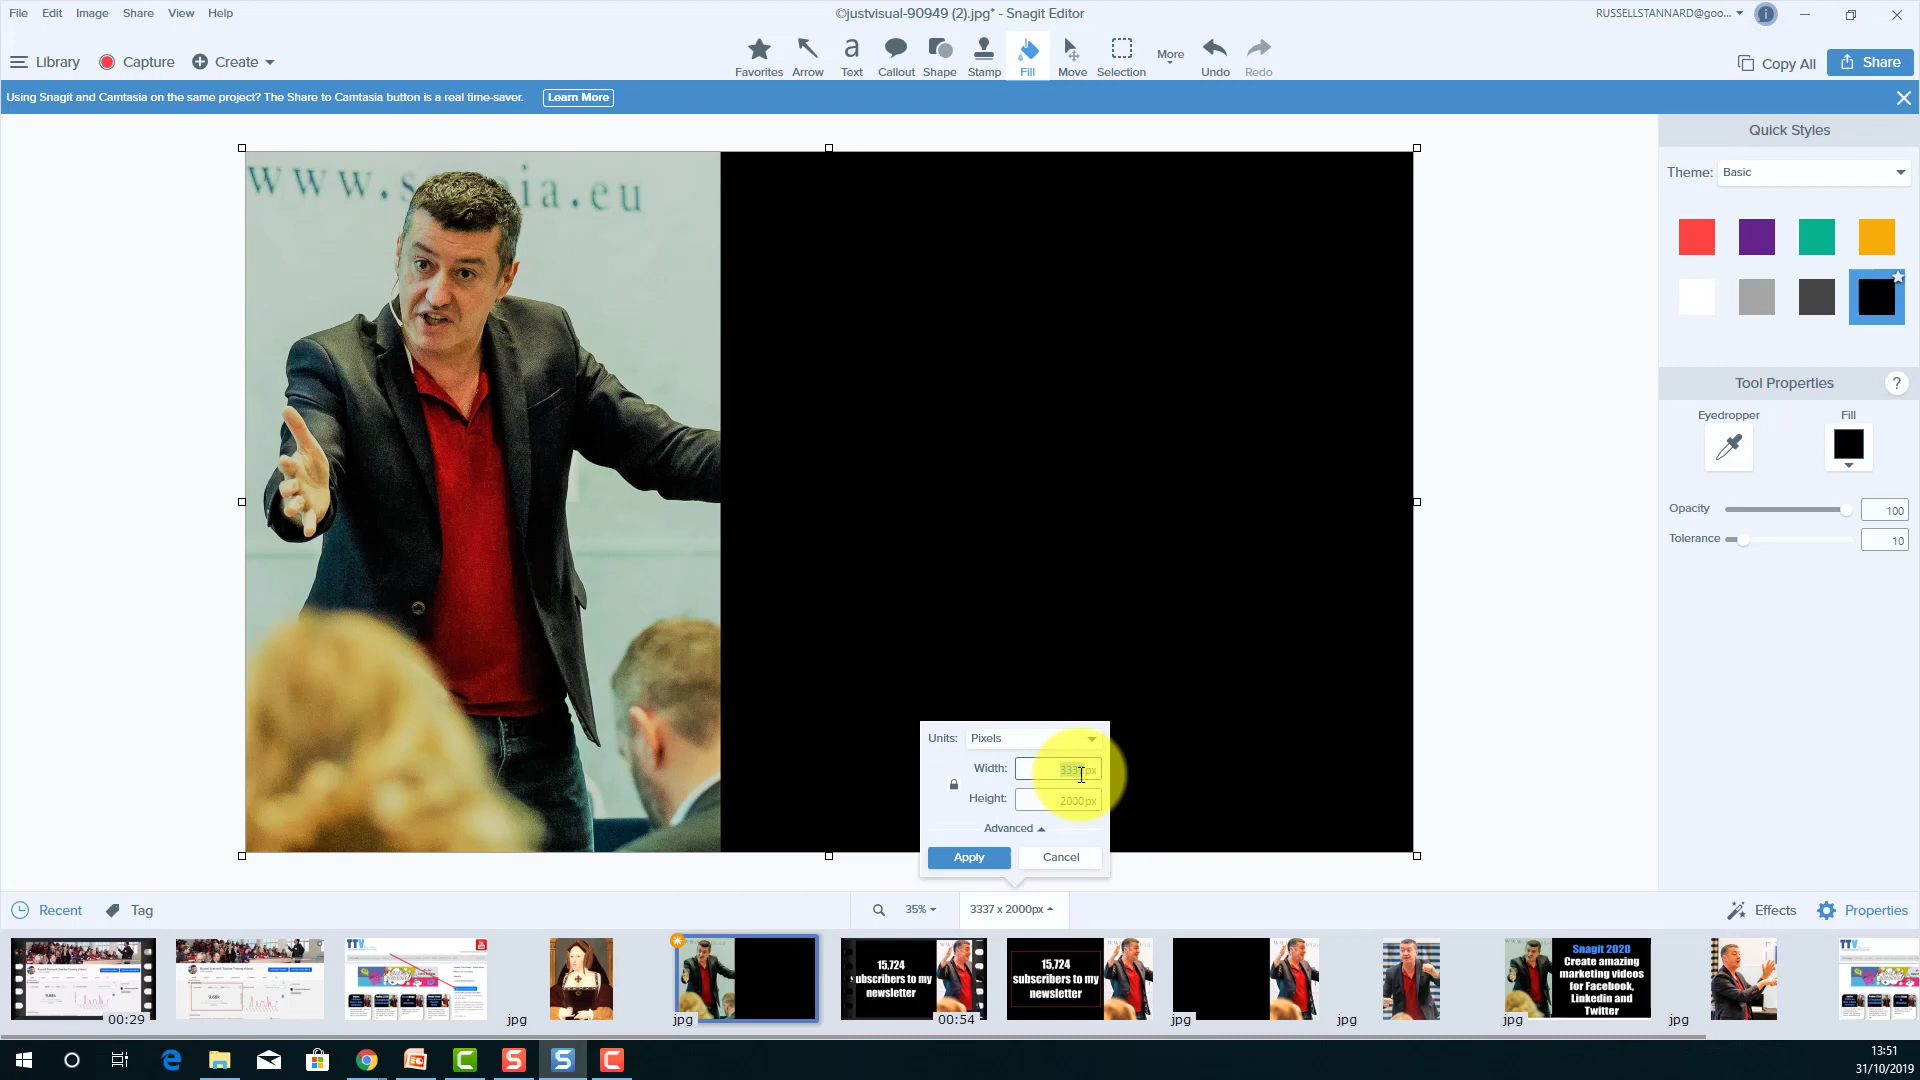 File Edit Image Share View Help
©justvisual-90949 (2).jpg* - Snagit Editor
RUSSELLSTANNARD@goo...
Library Capture Create
Favorites Arrow Text Callout Shape Stamp Fill Move Selection More Undo Redo
Copy All Share
Using Snagit and Camtasia on the same project? The Share to Camtasia button is a real time-saver. Learn More
Quick Styles
Theme: Basic
Tool Properties ?
Eyedropper Fill
Opacity 100
Tolerance 10
Units: Pixels
Width: 3337px
Height: 2000px
Advanced
Apply Cancel
Recent Tag
35% 3337 x 2000px
Effects Properties
00:29
TTV
jpg
jpg
15,724
ubscribers to my
newsletter
00:54
15,724
subscribers to my
newsletter
jpg
jpg
jpg
Snagit 2020
Create amazing
marketing videos
for Facebook,
Linkedin and
Twitter
jpg
TTV
13:51
31/10/2019